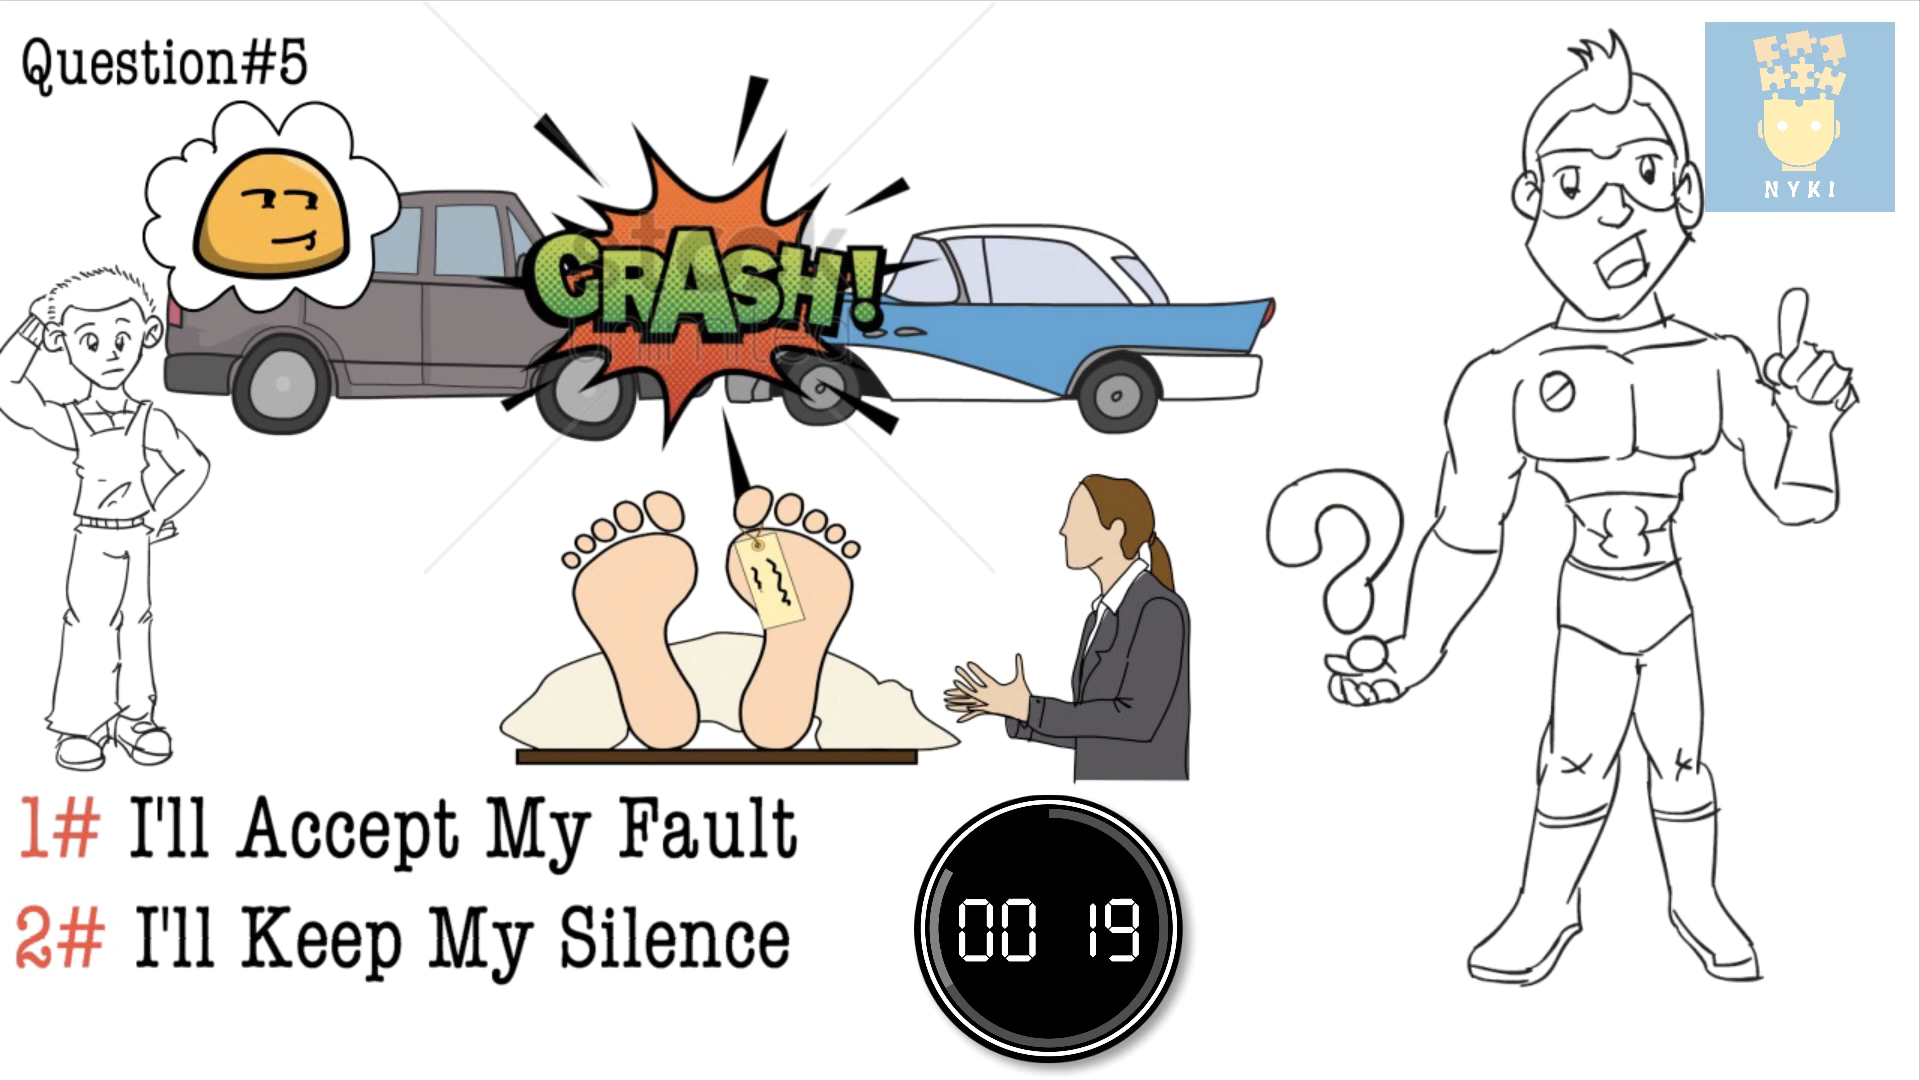 Question#5
NYKI
CRASH!
1# I'll Accept My Fault
2# I'll Keep My Silence
00 19